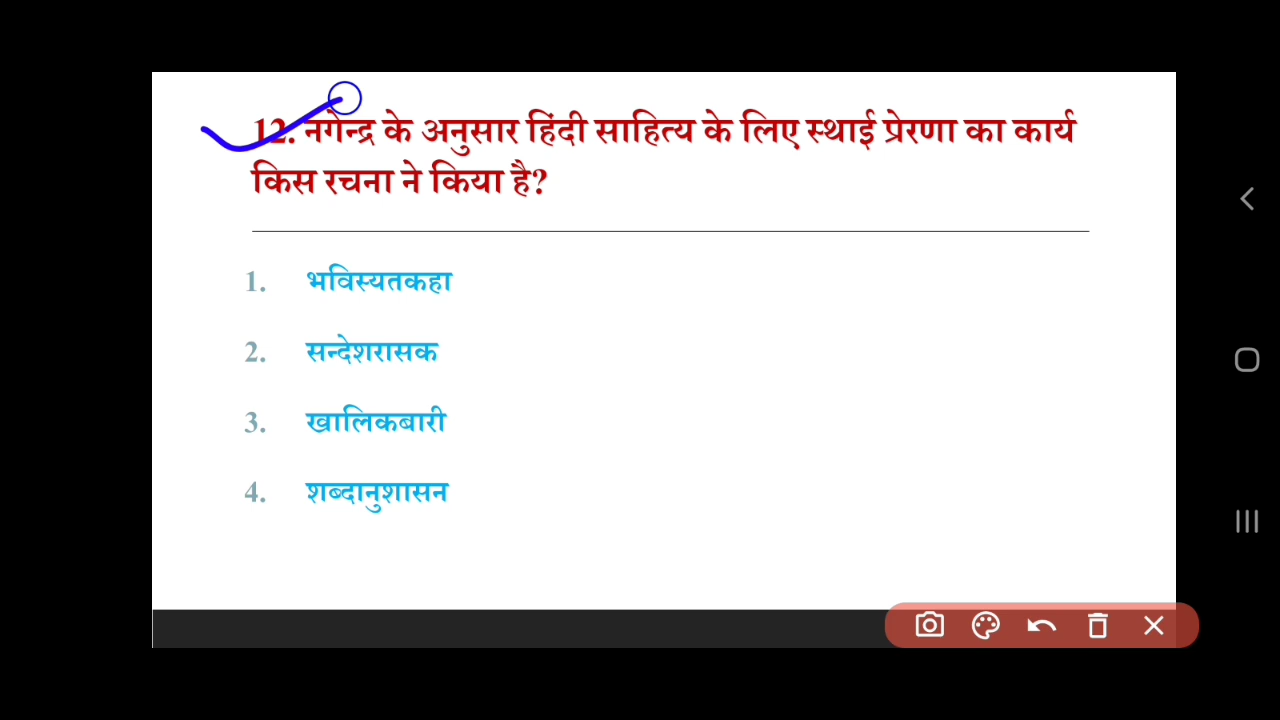 12. नगेन्द्र के अनुसार हिंदी साहित्य के लिए स्थाई प्रेरणा का कार्य
किस रचना ने किया है?
1. भविस्यतकहा
2. सन्देशरासक
3. खालिकबारी
4. शब्दानुशासन